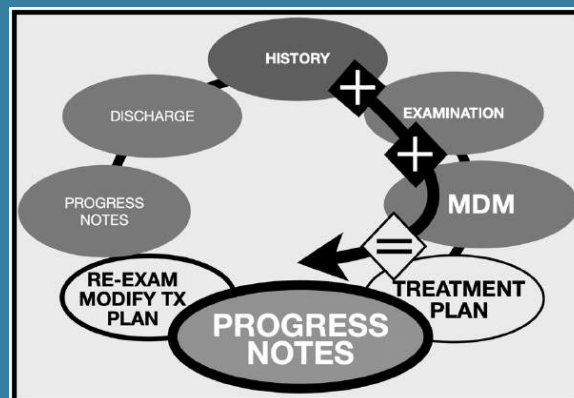 HISTORY
+
EXAMINATION
+
MDM
=
TREATMENT
PLAN
PROGRESS
NOTES
RE-EXAM
MODIFY TX
PLAN
PROGRESS
NOTES
DISCHARGE